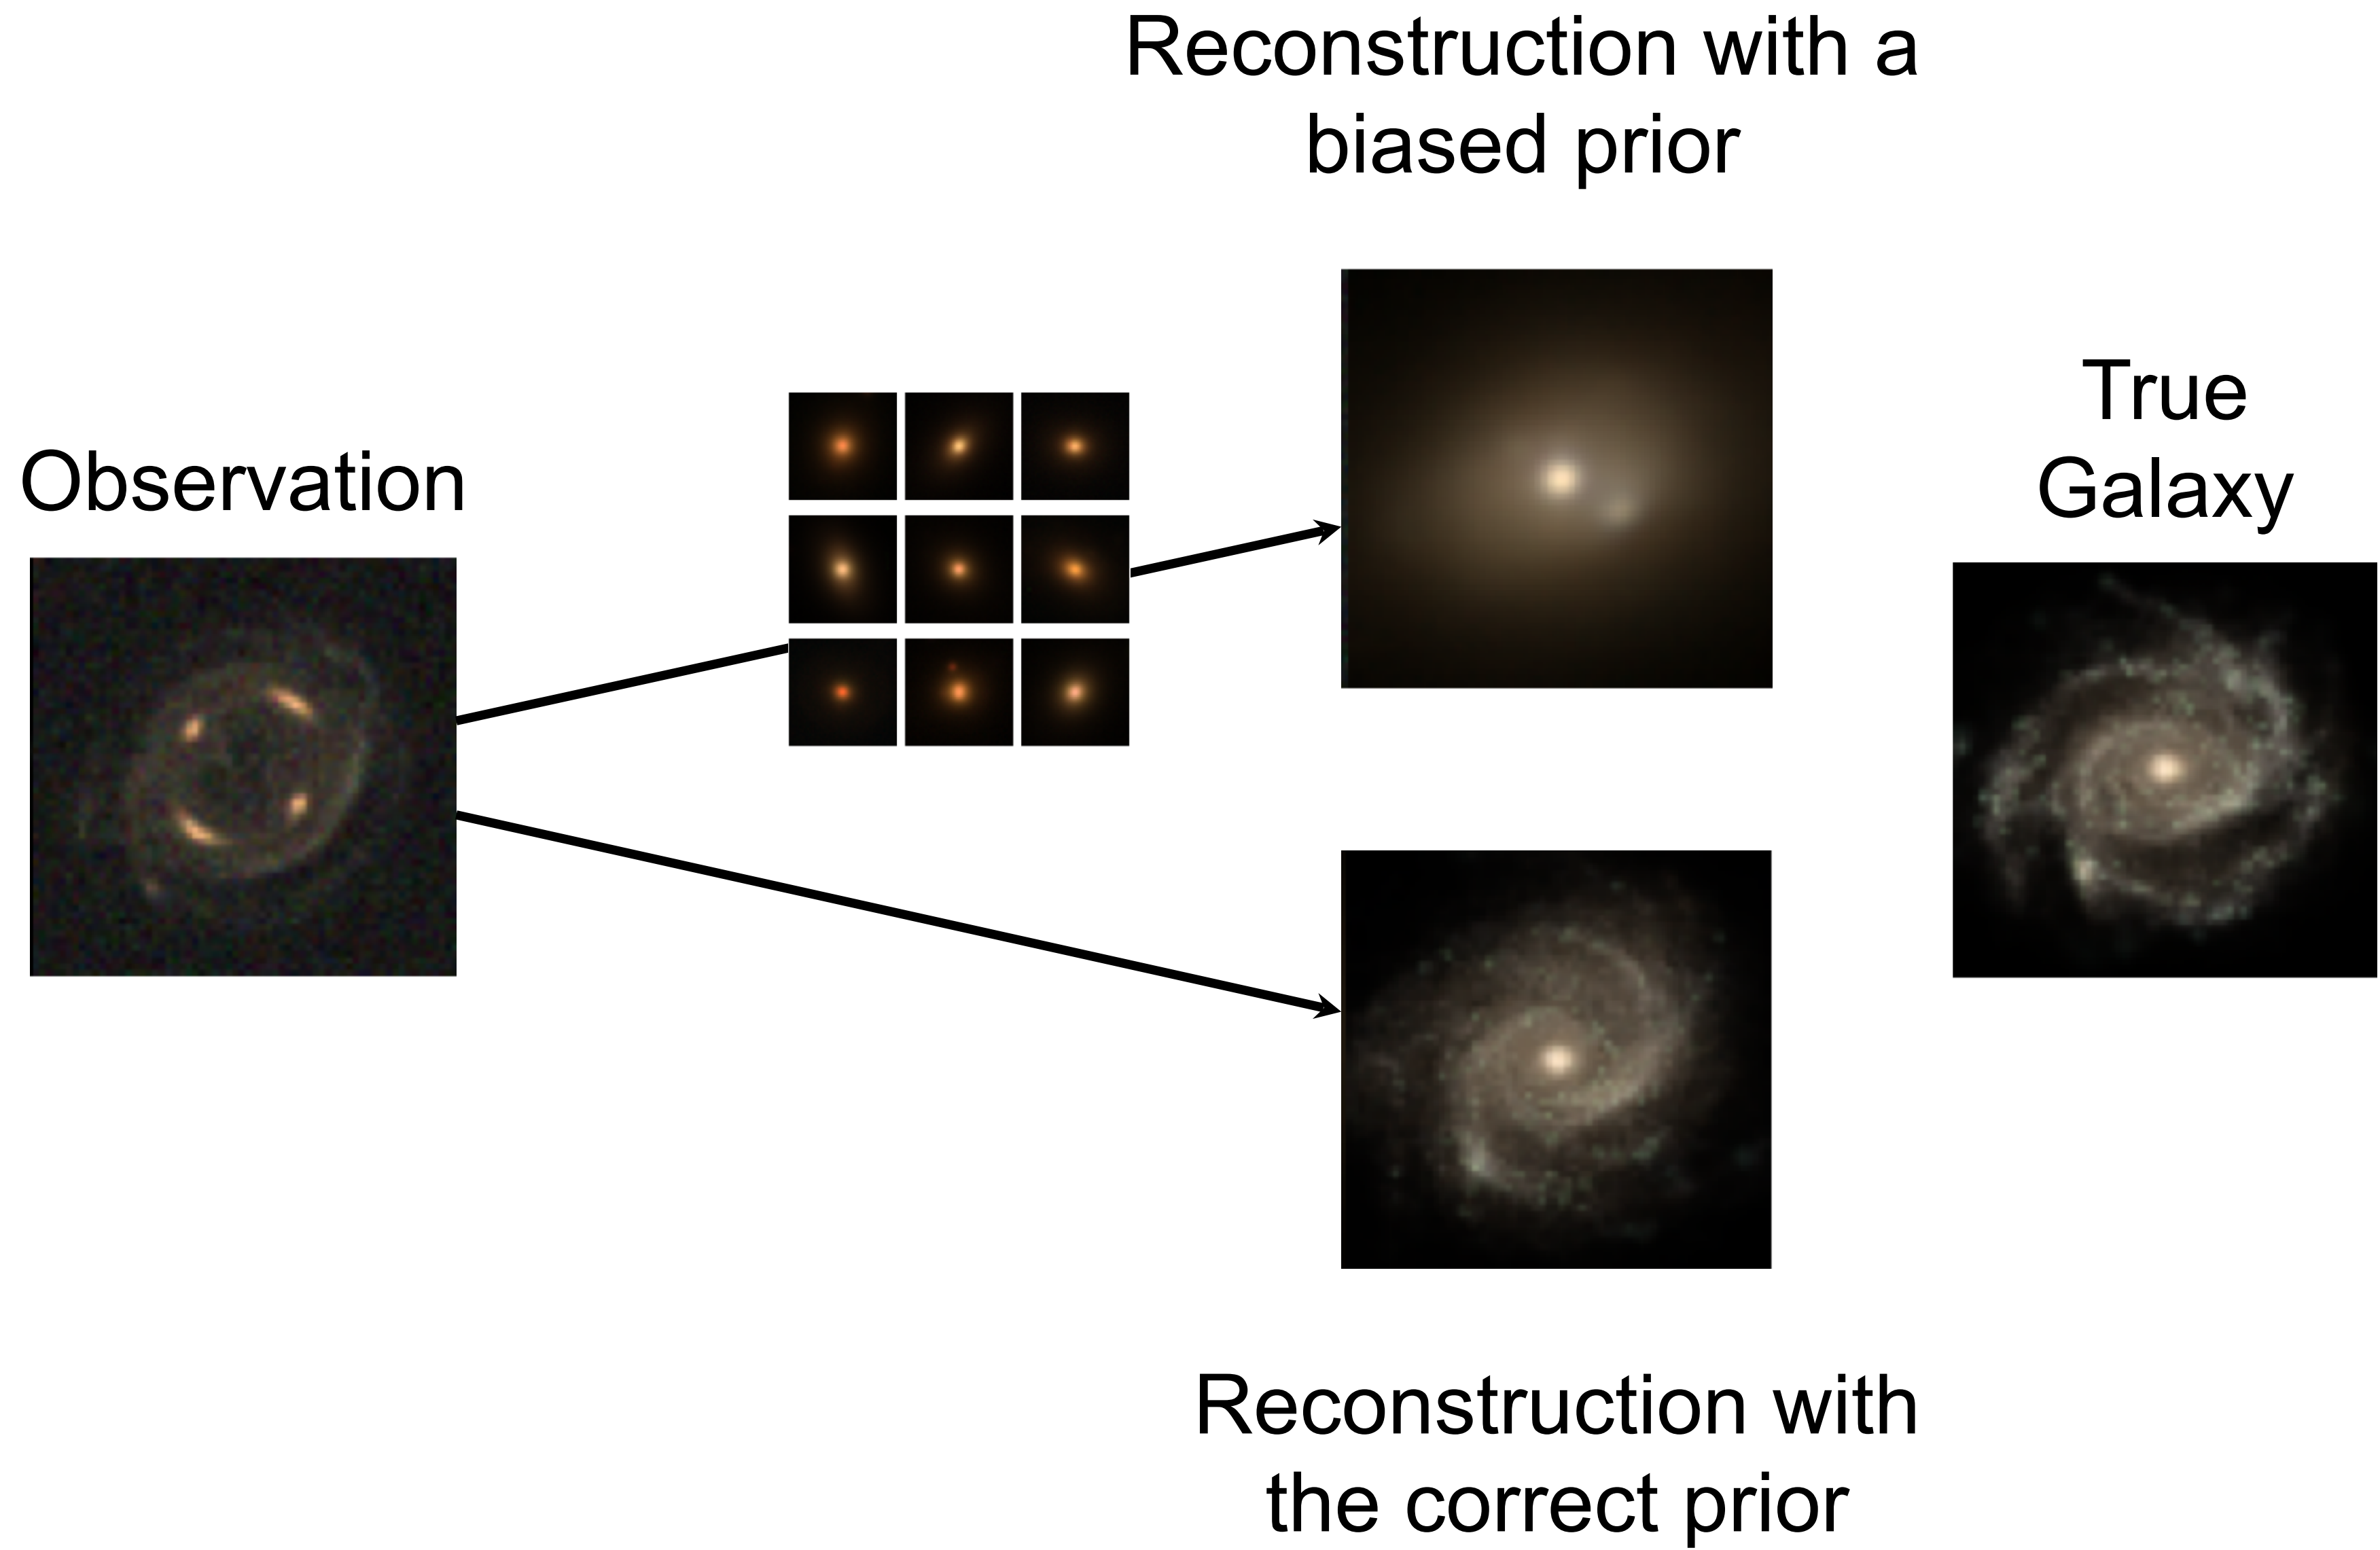 Reconstruction with a
biased prior
Observation
True
Galaxy
Reconstruction with
the correct prior